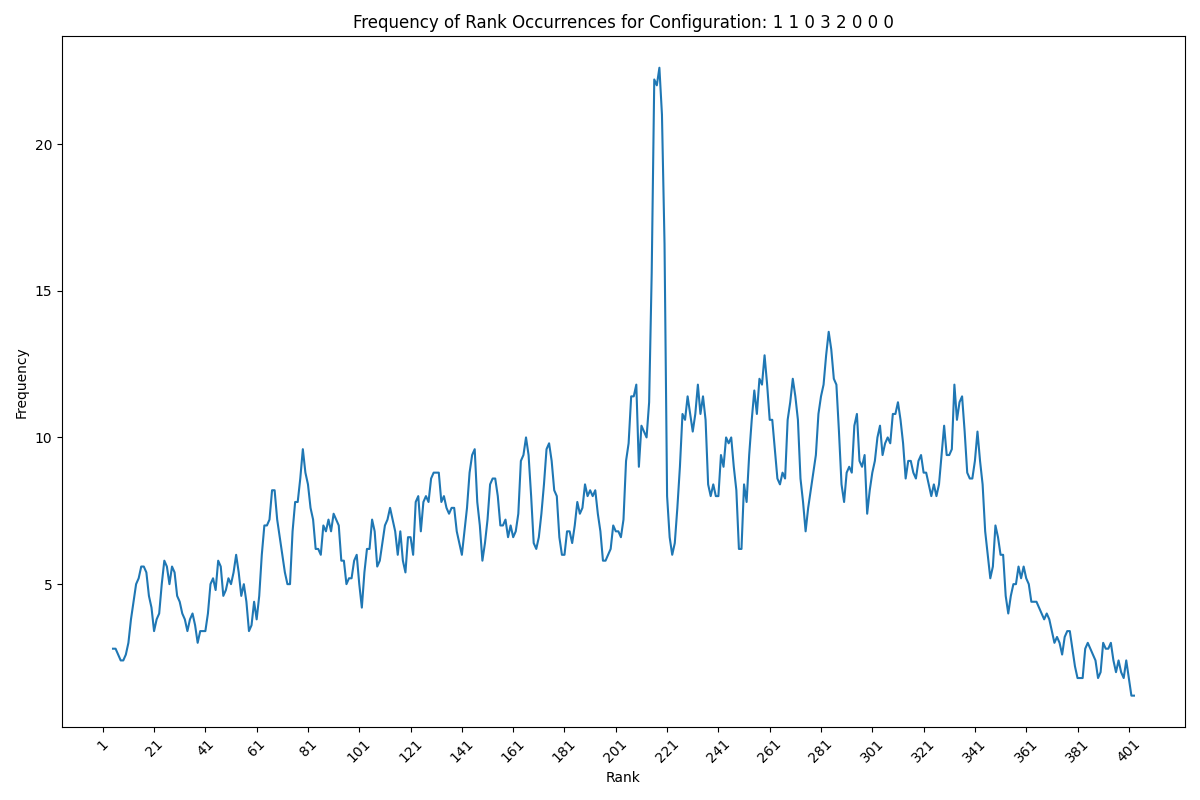 Frequency of Rank Occurrences for Configuration: 1 1 0 3 2 0 0 0
Frequency
20
15
10
5
1 21 41 61 81 101 121 141 161 181 201 221 241 261 281 301 321 341 361 381 401
Rank